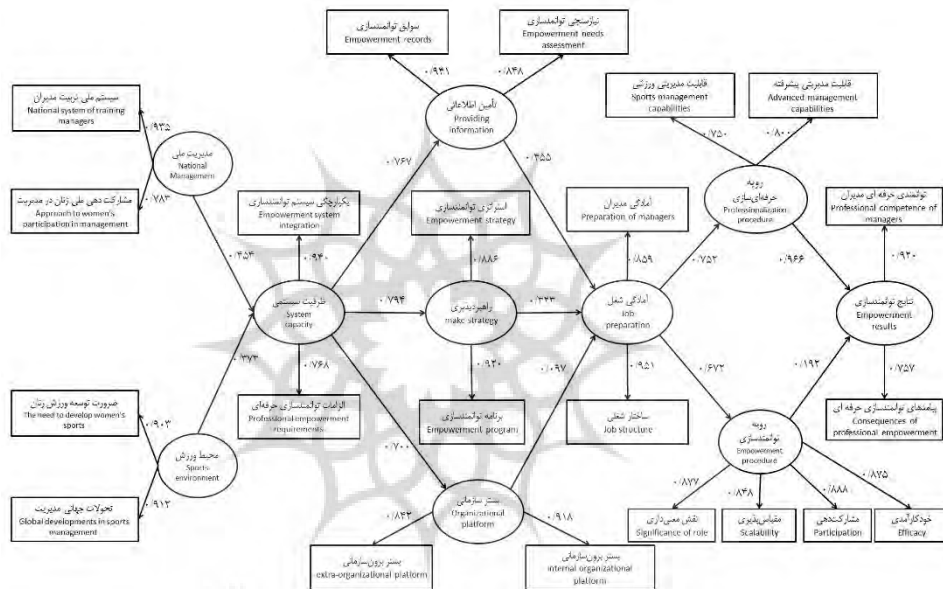 سوابق توانمندسازی
Empowerment records
نیازسنجی توانمندسازی
Empowerment needs
assessment
۰/۹۴۱
۰/۸۴۸
سیستم ملی تربیت مدیران
National system of training
managers
۰/۹۳۵
مدیریت ملی
National
Management
۰/۷۸۳
مشارکت دهی ملی زنان در مدیریت
Approach to women's
participation in management
تأمین اطلاعاتی
Providing
information
۰/۷۶۷
۰/۳۵۵
قابلیت مدیریتی ورزشی
Sports management
capabilities
قابلیت مدیریتی پیشرفته
Advanced management
capabilities
۰/۷۵۰
۰/۸۰۰
رویه
حرفه‌ای‌سازی
Professionalization
procedure
یکپارچگی سیستم توانمندسازی
Empowerment system
integration
۰/۹۴۰
استراتژی توانمندسازی
Empowerment strategy
۰/۸۸۶
آمادگی مدیران
Preparation of managers
۰/۸۵۹
توانمندی حرفه ای مدیران
Professional competence of
managers
۰/۹۲۰
۰/۴۵۴
۰/۷۵۲
۰/۹۶۶
ظرفیت سیستمی
System
capacity
۰/۷۹۴
راهبردپذیری
make strategy
۰/۳۴۳
آمادگی شغل
Job
preparation
نتایج توانمندسازی
Empowerment
results
۰/۳۷۳
۰/۷۶۸
۰/۹۲۰
۰/۰۹۷
۰/۹۵۱
۰/۶۷۲
۰/۱۹۲
۰/۷۵۷
الزامات توانمندسازی حرفه‌ای
Professional empowerment
requirements
برنامه توانمندسازی
Empowerment program
ساختار شغلی
Job structure
پیامدهای توانمندسازی حرفه ای
Consequences of
professional empowerment
ضرورت توسعه ورزش زنان
The need to develop women's
sports
۰/۹۰۳
محیط ورزش
Sports
environment
۰/۹۱۲
تحولات جهانی مدیریت
Global developments in sports
management
۰/۷۰۰
رویه
توانمندسازی
Empowerment
procedure
بستر سازمانی
Organizational
platform
۰/۸۴۲
۰/۹۱۸
بستر برون‌سازمانی
extra-organizational platform
بستر درون‌سازمانی
internal organizational
platform
۰/۸۷۷
۰/۸۴۸
۰/۸۸۸
۰/۸۷۵
نقش معنی‌داری
Significance of role
مقیاس‌پذیری
Scalability
مشارکت‌دهی
Participation
خودکارآمدی
Efficacy